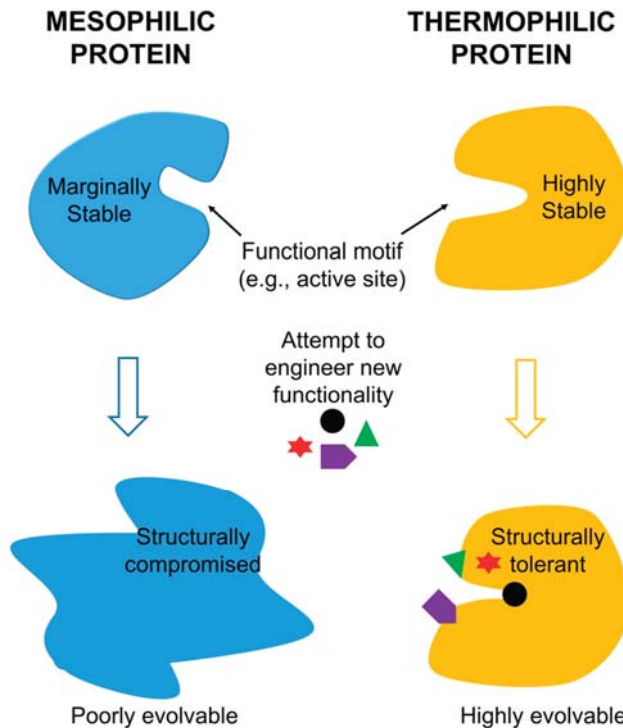 MESOPHILIC
PROTEIN
THERMOPHILIC
PROTEIN
Marginally
Stable
Highly
Stable
Functional motif
(e.g., active site)
Attempt to
engineer new
functionality
Structurally
compromised
Structurally
tolerant
Poorly evolvable
Highly evolvable